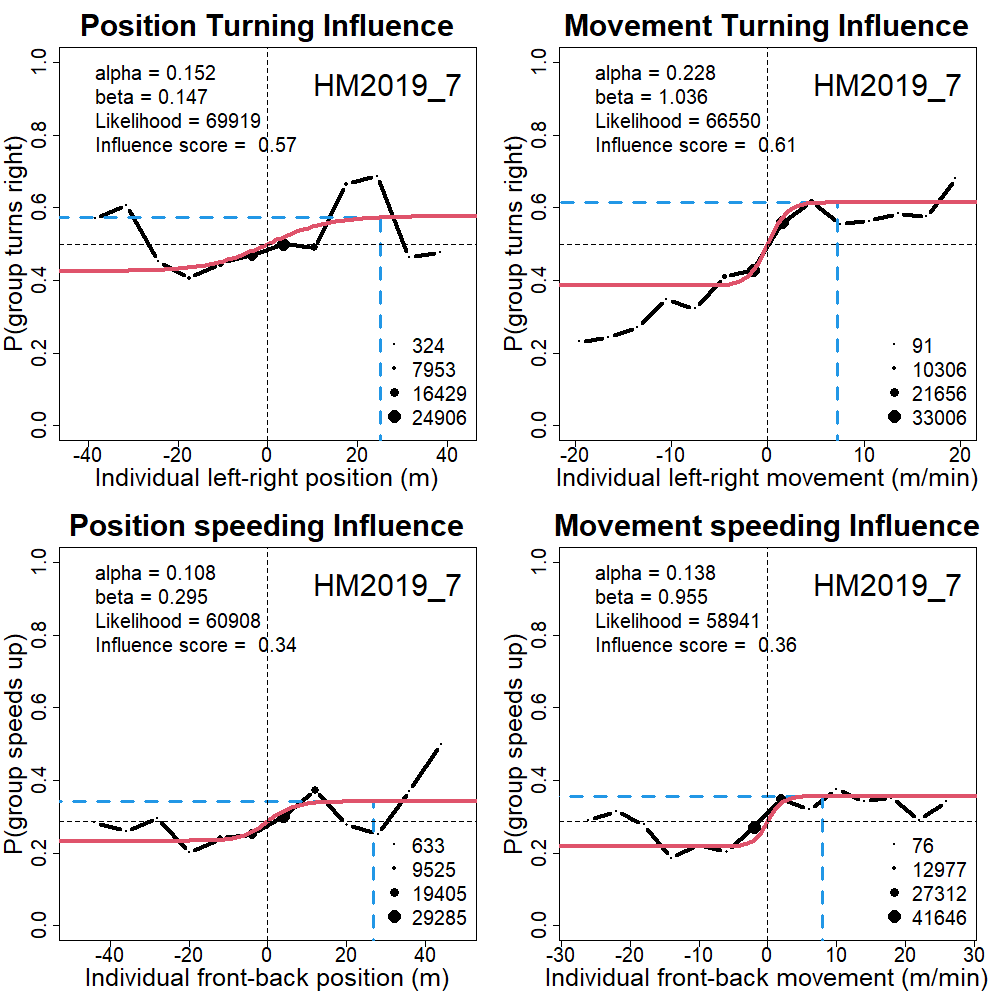 Position Turning Influence
alpha = 0.152
beta = 0.147
Likelihood = 69919
Influence score = 0.57
HM2019_7
P(group turns right)
0.0 0.2 0.4 0.6 0.8 1.0
324
7953
16429
24906
-40 -20 0 20 40
Individual left-right position (m)
Movement Turning Influence
alpha = 0.228
beta = 1.036
Likelihood = 66550
Influence score = 0.61
HM2019_7
P(group turns right)
0.0 0.2 0.4 0.6 0.8 1.0
91
10306
21656
33006
-20 -10 0 10 20
Individual left-right movement (m/min)
Position speeding Influence
alpha = 0.108
beta = 0.295
Likelihood = 60908
Influence score = 0.34
HM2019_7
P(group speeds up)
0.0 0.2 0.4 0.6 0.8 1.0
633
9525
19405
29285
-40 -20 0 20 40
Individual front-back position (m)
Movement speeding Influence
alpha = 0.138
beta = 0.955
Likelihood = 58941
Influence score = 0.36
HM2019_7
P(group speeds up)
0.0 0.2 0.4 0.6 0.8 1.0
76
12977
27312
41646
-30 -20 -10 0 10 20 30
Individual front-back movement (m/min)